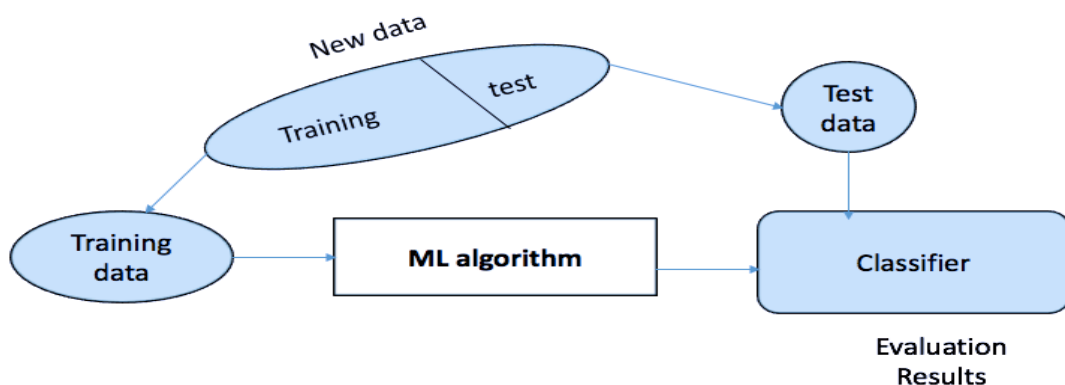 New data
Training
test
Test
data
Training
data
ML algorithm
Classifier
Evaluation
Results